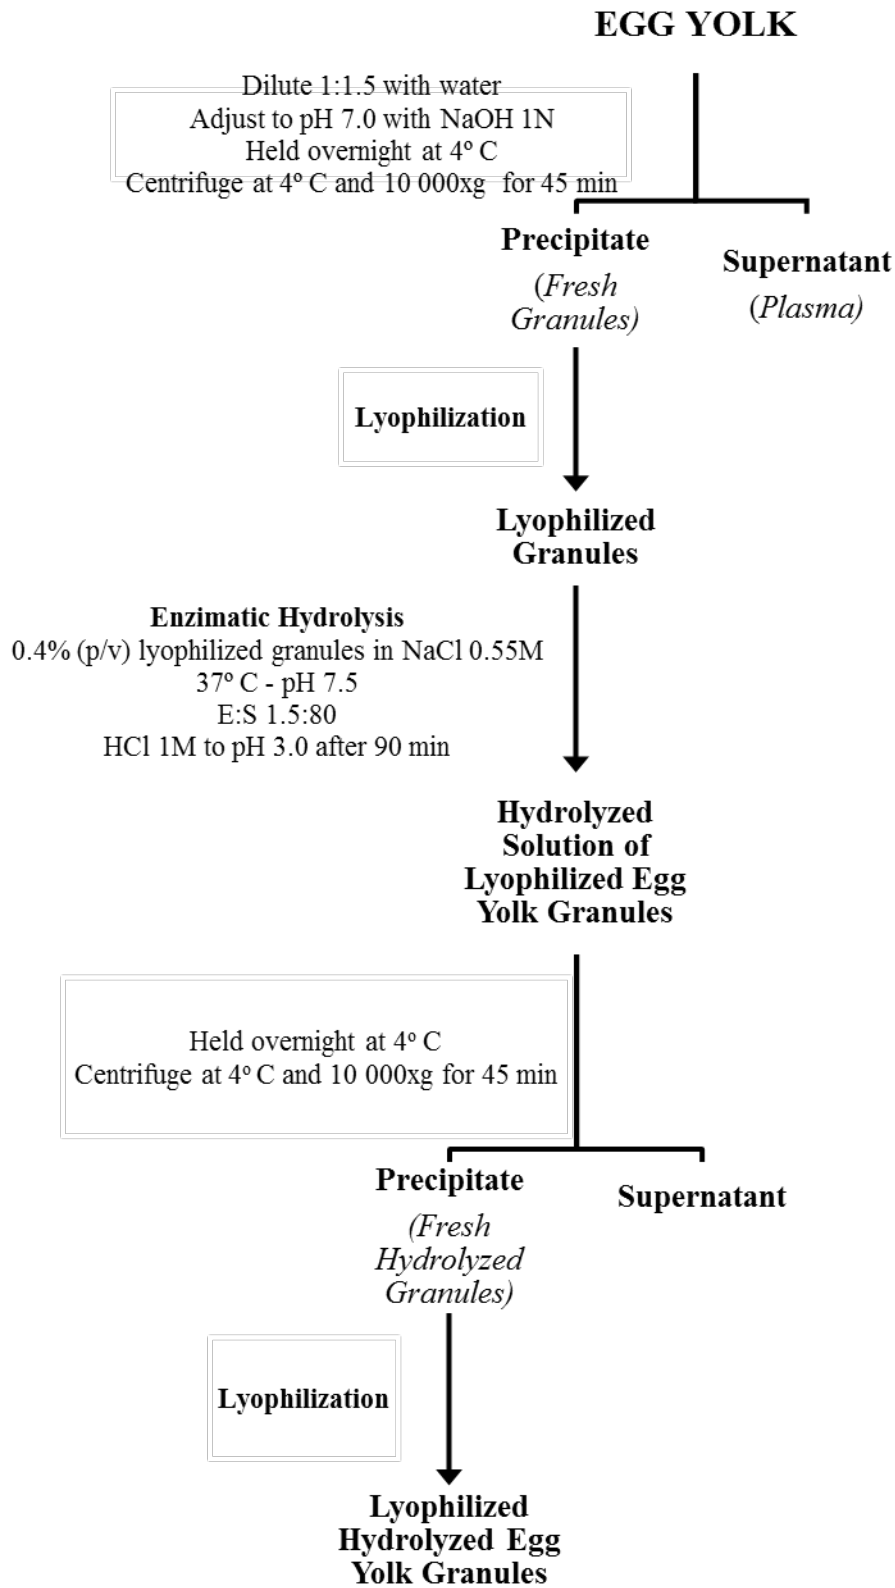 EGG YOLK
Dilute 1:1.5 with water
Adjust to pH 7.0 with NaOH 1N
Held overnight at 4º C
Centrifuge at 4º C and 10 000xg for 45 min
Precipitate
(Fresh
Granules)
Supernatant
(Plasma)
Lyophilization
Lyophilized
Granules
Enzimatic Hydrolysis
0.4% (p/v) lyophilized granules in NaCl 0.55M
37º C - pH 7.5
E:S 1.5:80
HCl 1M to pH 3.0 after 90 min
Hydrolyzed
Solution of
Lyophilized Egg
Yolk Granules
Held overnight at 4º C
Centrifuge at 4º C and 10 000xg for 45 min
Precipitate
(Fresh
Hydrolyzed
Granules)
Supernatant
Lyophilization
Lyophilized
Hydrolyzed Egg
Yolk Granules